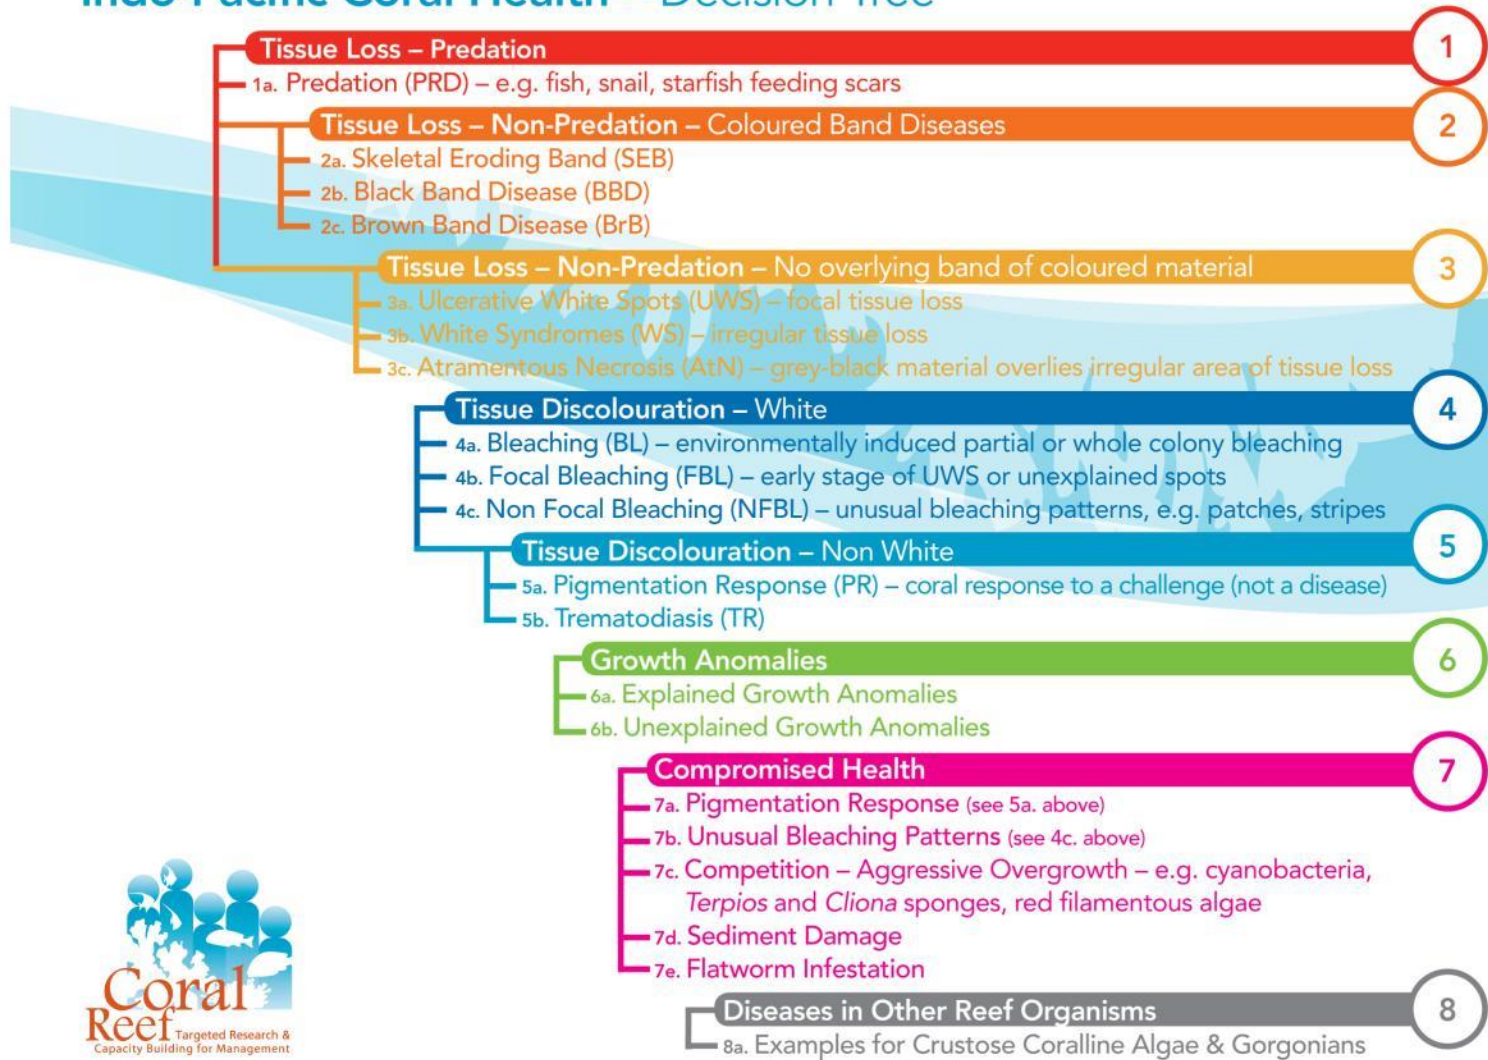 Indo-Pacific Coral Health – Decision Tree
Tissue Loss – Predation
1
1a. Predation (PRD) – e.g. fish, snail, starfish feeding scars
Tissue Loss – Non-Predation – Coloured Band Diseases
2
2a. Skeletal Eroding Band (SEB)
2b. Black Band Disease (BBD)
2c. Brown Band Disease (BrB)
Tissue Loss – Non-Predation – No overlying band of coloured material
3
3a. Ulcerative White Spots (UWS) – focal tissue loss
3b. White Syndromes (WS) – irregular tissue loss
3c. Atramentous Necrosis (AtN) – grey-black material overlies irregular area of tissue loss
Tissue Discolouration – White
4
4a. Bleaching (BL) – environmentally induced partial or whole colony bleaching
4b. Focal Bleaching (FBL) – early stage of UWS or unexplained spots
4c. Non Focal Bleaching (NFBL) – unusual bleaching patterns, e.g. patches, stripes
Tissue Discolouration – Non White
5
5a. Pigmentation Response (PR) – coral response to a challenge (not a disease)
5b. Trematodiasis (TR)
Growth Anomalies
6
6a. Explained Growth Anomalies
6b. Unexplained Growth Anomalies
Compromised Health
7
7a. Pigmentation Response (see 5a. above)
7b. Unusual Bleaching Patterns (see 4c. above)
7c. Competition – Aggressive Overgrowth – e.g. cyanobacteria,
Terpios and Cliona sponges, red filamentous algae
7d. Sediment Damage
7e. Flatworm Infestation
Diseases in Other Reef Organisms
8
8a. Examples for Crustose Coralline Algae & Gorgonians
Coral
Reef Targeted Research &
Capacity Building for Management